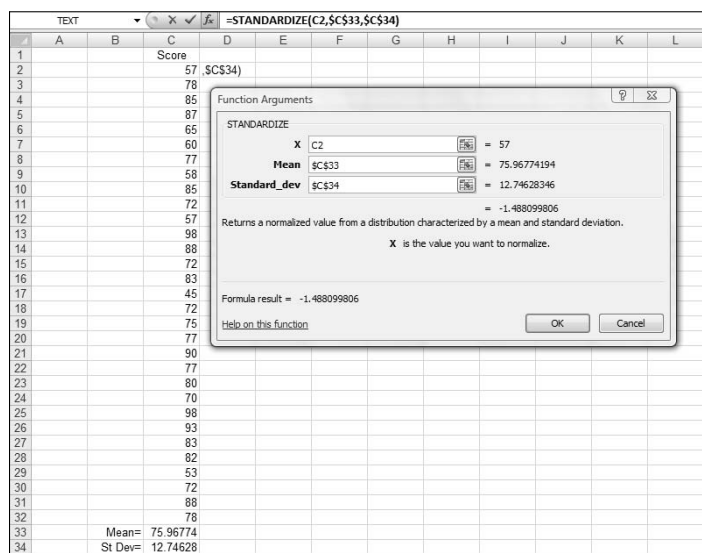 TEXT fx =STANDARDIZE(C2,$C$33,$C$34)
A B C D E F G H I J K L
1 Score
2 57 ,$C$34)
3 78
4 85
5 87
6 65
7 60
8 77
9 58
10 85
11 72
12 57
13 98
14 88
15 72
16 83
17 45
18 72
19 75
20 77
21 90
22 77
23 80
24 70
25 98
26 93
27 83
28 82
29 53
30 72
31 88
32 78
33 Mean= 75.96774
34 St Dev= 12.74628
Function Arguments
STANDARDIZE
X C2 = 57
Mean $C$33 = 75.96774194
Standard_dev $C$34 = 12.74628346
= -1.488099806
Returns a normalized value from a distribution characterized by a mean and standard deviation.
X is the value you want to normalize.
Formula result = -1.488099806
Help on this function OK Cancel